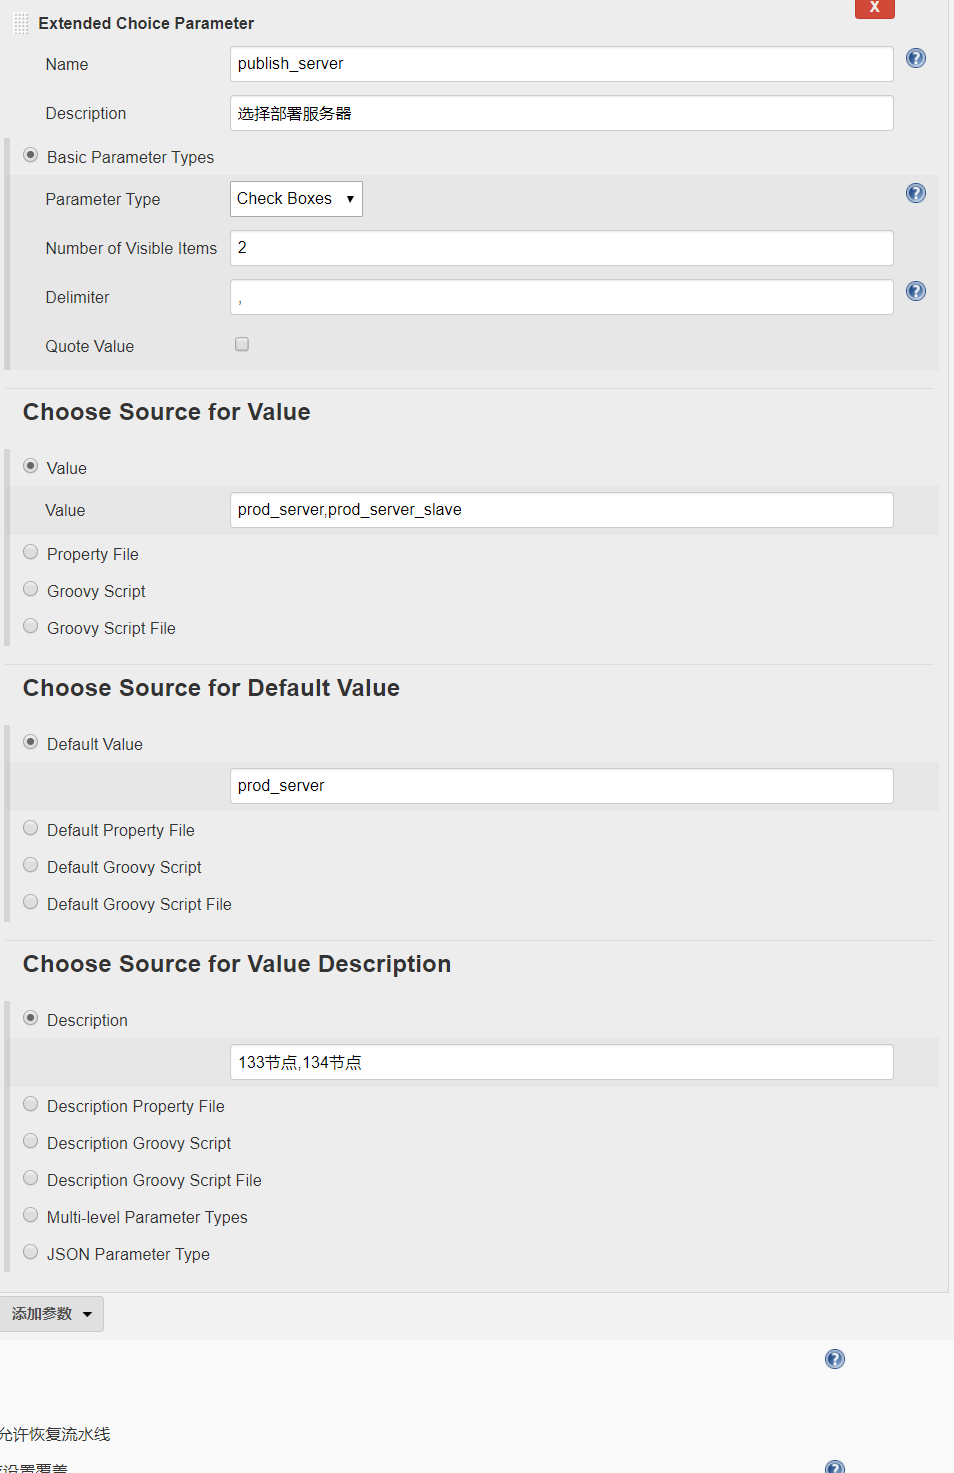 X
Extended Choice Parameter
Name
publish_server
Description
选择部署服务器
Basic Parameter Types
Parameter Type
Check Boxes
Number of Visible Items
2
Delimiter
,
Quote Value
Choose Source for Value
Value
Value
prod_server,prod_server_slave
Property File
Groovy Script
Groovy Script File
Choose Source for Default Value
Default Value
prod_server
Default Property File
Default Groovy Script
Default Groovy Script File
Choose Source for Value Description
Description
133节点,134节点
Description Property File
Description Groovy Script
Description Groovy Script File
Multi-level Parameter Types
JSON Parameter Type
添加参数
允许恢复流水线
设置覆盖